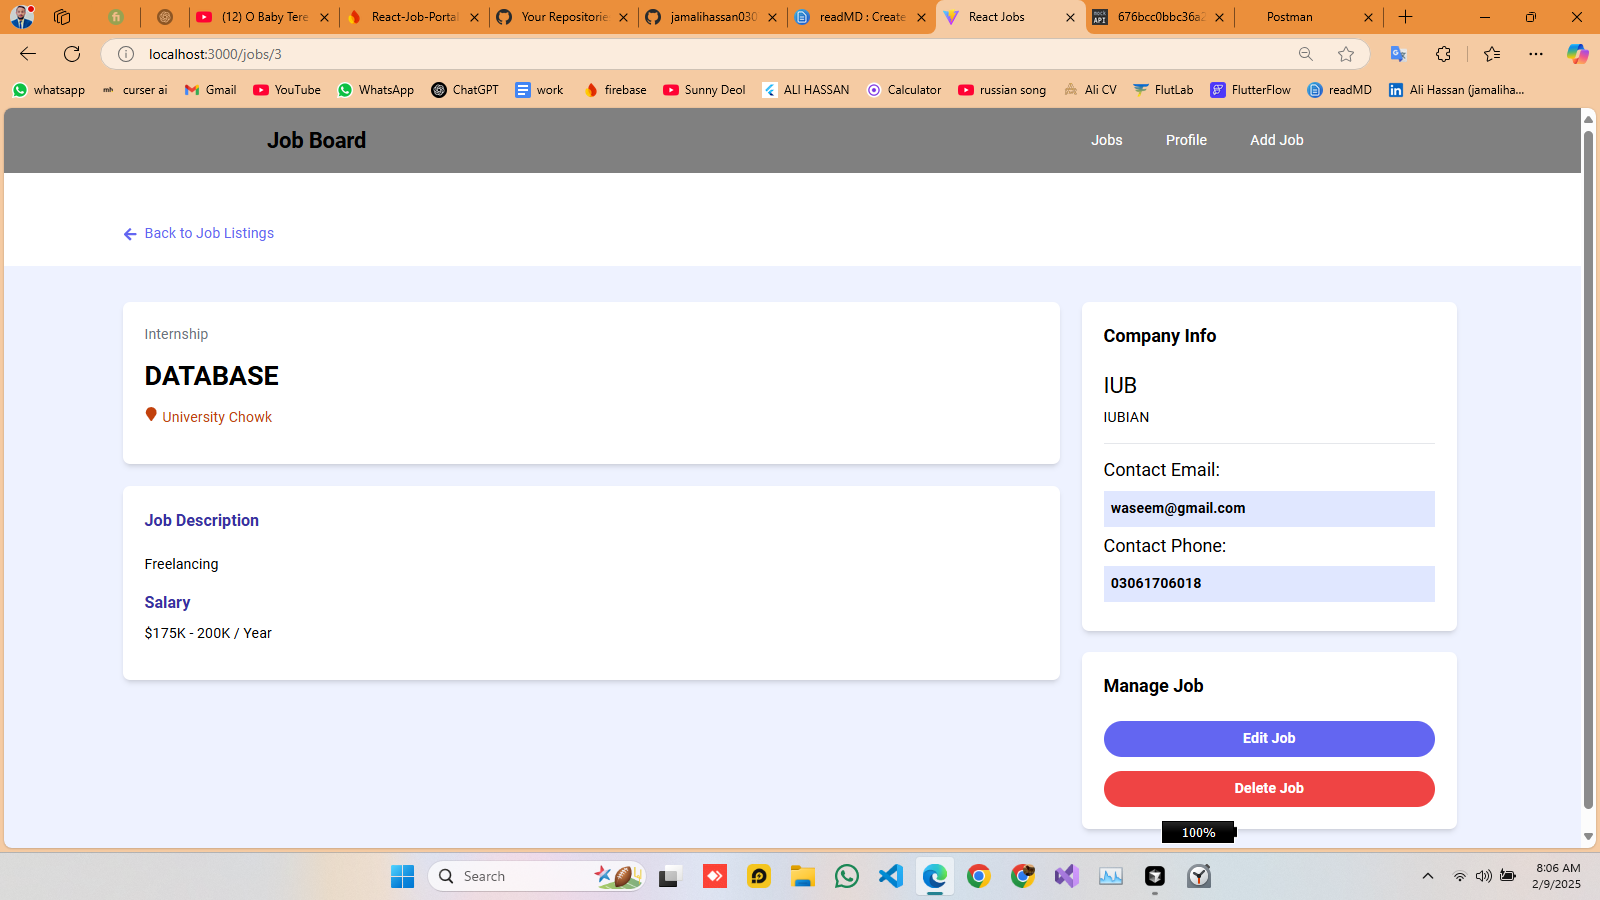 (12) O Baby Tere
React-Job-Portal
Your Repositorie
jamalihassan030
readMD : Create
React Jobs
mock API
676bcc0bbc36a2
Postman
localhost:3000/jobs/3
whatsapp
mh
curser ai
Gmail
YouTube
WhatsApp
ChatGPT
work
firebase
Sunny Deol
ALI HASSAN
Calculator
russian song
Ali CV
FlutLab
FlutterFlow
readMD
Ali Hassan (jamaliha...
Job Board
Jobs
Profile
Add Job
Back to Job Listings
Internship
DATABASE
University Chowk
Job Description
Freelancing
Salary
$175K - 200K / Year
Company Info
IUB
IUBIAN
Contact Email:
waseem@gmail.com
Contact Phone:
03061706018
Manage Job
Edit Job
Delete Job
100%
Search
8:06 AM
2/9/2025